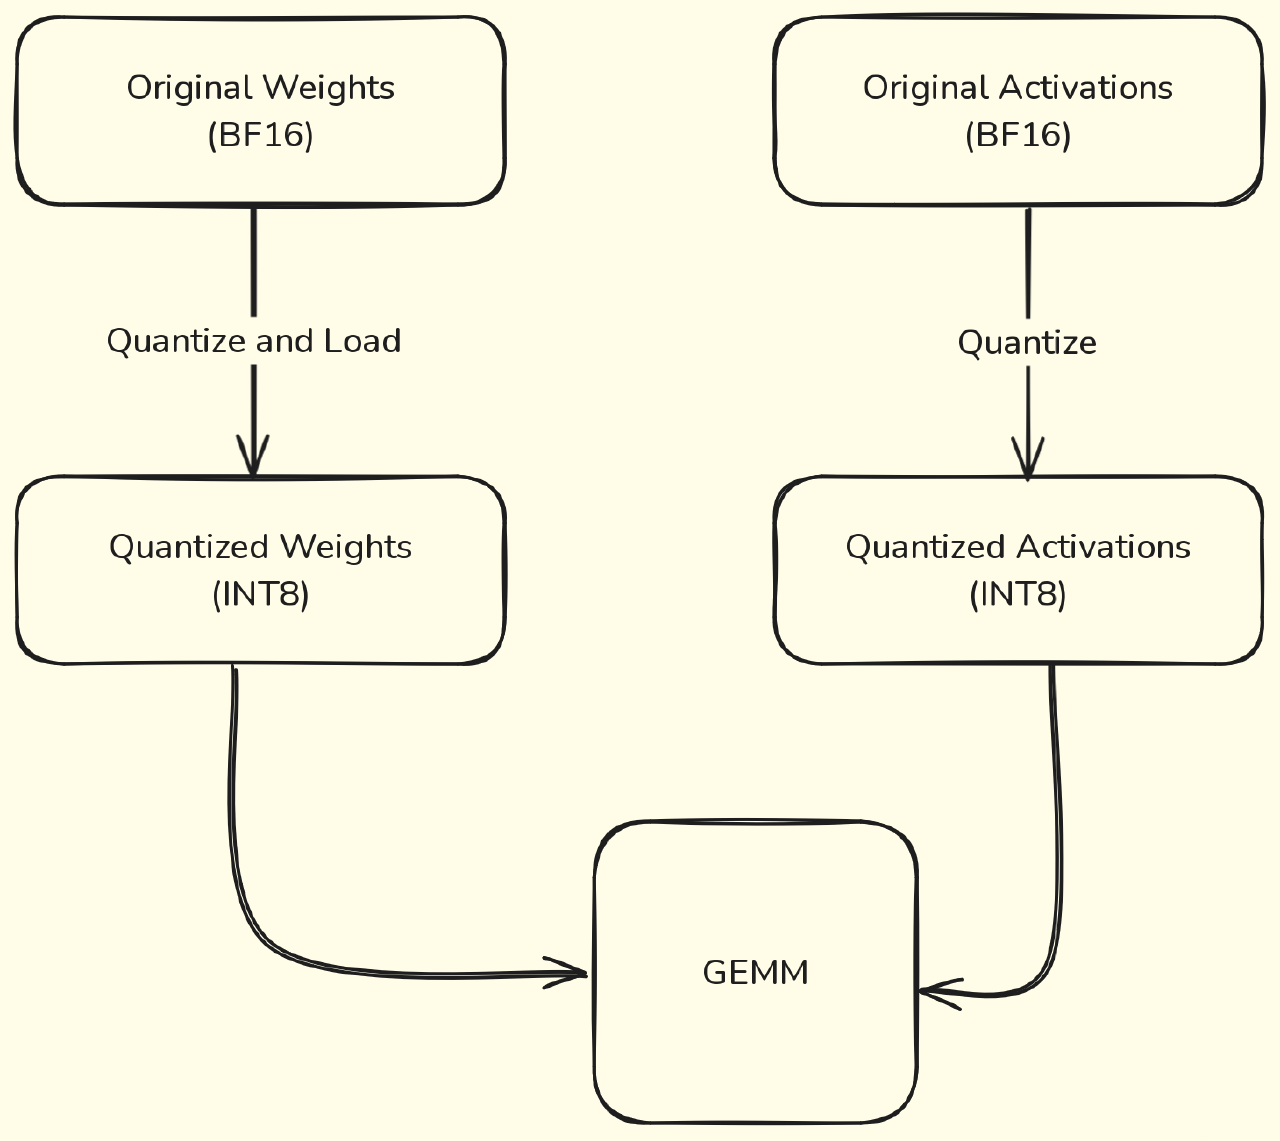 Original Weights
(BF16)
Original Activations
(BF16)
Quantize and Load
Quantize
Quantized Weights
(INT8)
Quantized Activations
(INT8)
GEMM